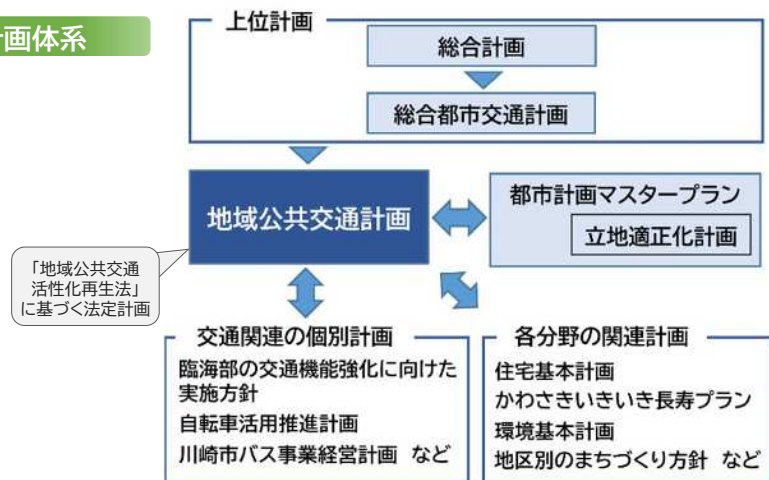 画体系
上位計画
総合計画
総合都市交通計画
地域公共交通計画
都市計画マスタープラン
立地適正化計画
「地域公共交通
活性化再生法」
に基づく法定計画
交通関連の個別計画
臨海部の交通機能強化に向けた
実施方針
自転車活用推進計画
川崎市バス事業経営計画 など
各分野の関連計画
住宅基本計画
かわさきいきいき長寿プラン
環境基本計画
地区別のまちづくり方針 など